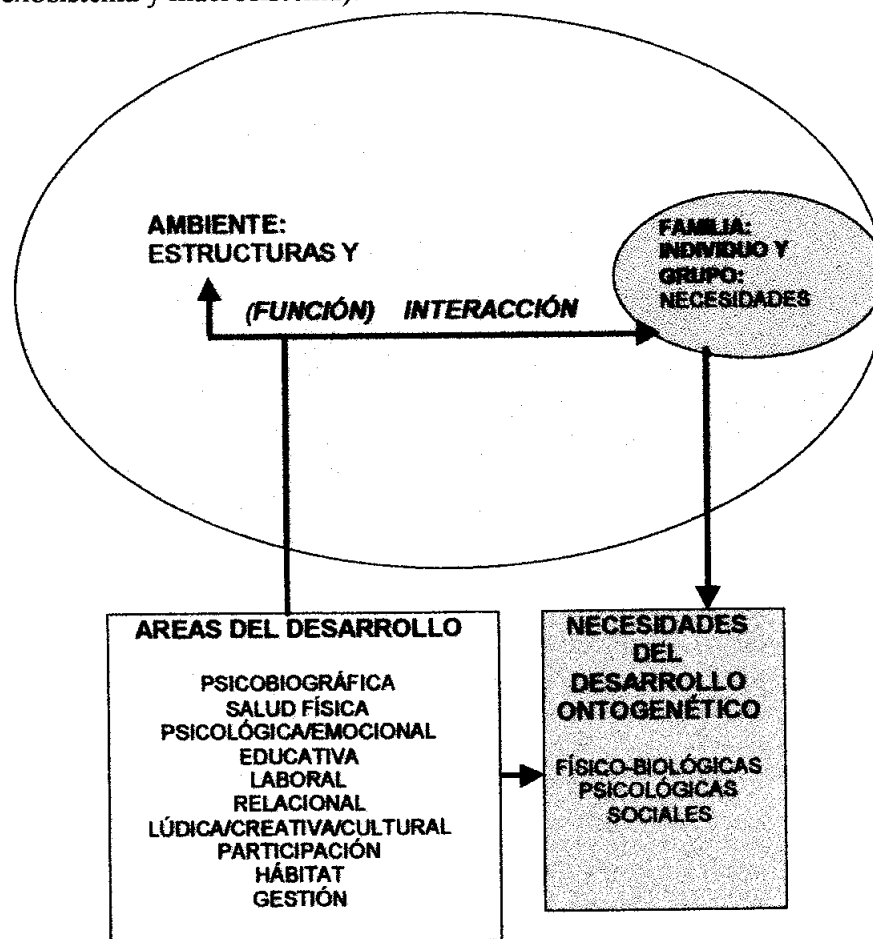 exosistema y
AMBIENTE:
ESTRUCTURAS Y
FAMILIA:
INDIVIDUO Y
GRUPO:
NECESIDADES
(FUNCIÓN) INTERACCIÓN
AREAS DEL DESARROLLO
PSICOBIOGRÁFICA
SALUD FÍSICA
PSICOLÓGICA/EMOCIONAL
EDUCATIVA
LABORAL
RELACIONAL
LÚDICA/CREATIVA/CULTURAL
PARTICIPACIÓN
HÁBITAT
GESTIÓN
NECESIDADES
DEL
DESARROLLO
ONTOGENÉTICO
FÍSICO-BIOLÓGICAS
PSICOLÓGICAS
SOCIALES